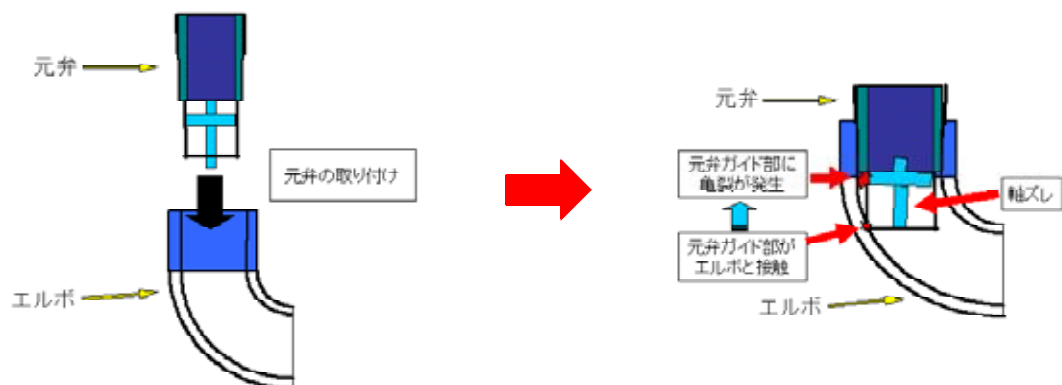 元弁
元弁の取り付け
エルボ
元弁
元弁ガイド部に
亀裂が発生
軸ズレ
元弁ガイド部が
エルボと接触
エルボ